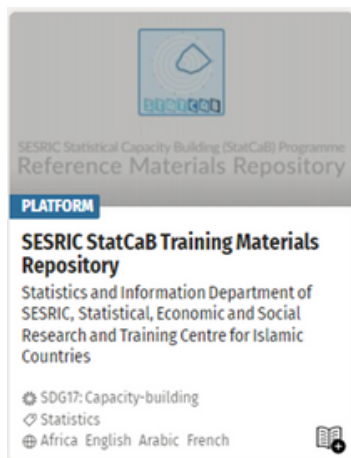 STATCAB
SESRIC Statistical Capacity Building (StatCaB) Programme
Reference Materials Repository
PLATFORM
SESRIC StatCaB Training Materials
Repository
Statistics and Information Department of
SESRIC, Statistical, Economic and Social
Research and Training Centre for Islamic
Countries
SDG17: Capacity-building
Statistics
Africa English Arabic French